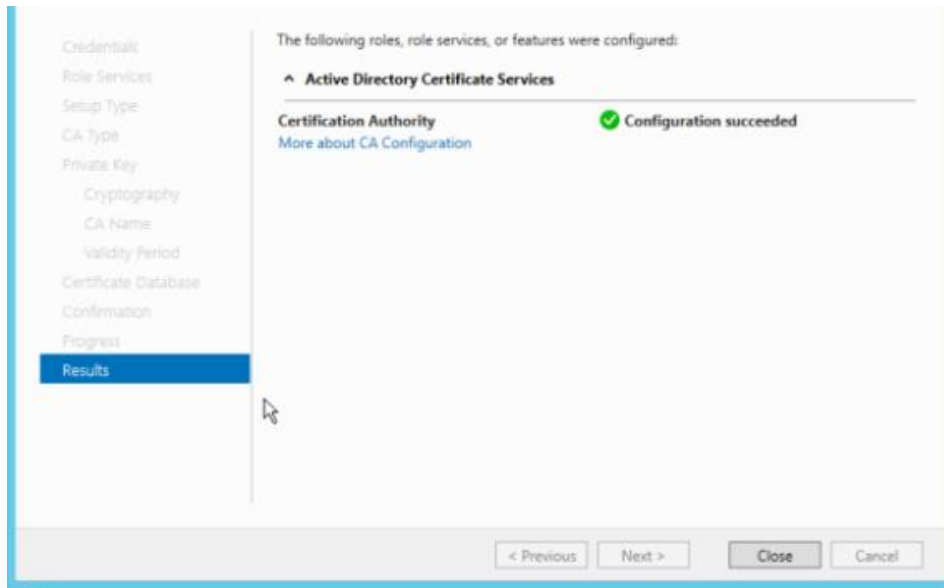 Credentials
Role Services
Setup Type
CA Type
Private Key
Cryptography
CA Name
Validity Period
Certificate Database
Confirmation
Progress
Results
The following roles, role services, or features were configured:
Active Directory Certificate Services
Certification Authority
Configuration succeeded
More about CA Configuration
< Previous
Next >
Close
Cancel